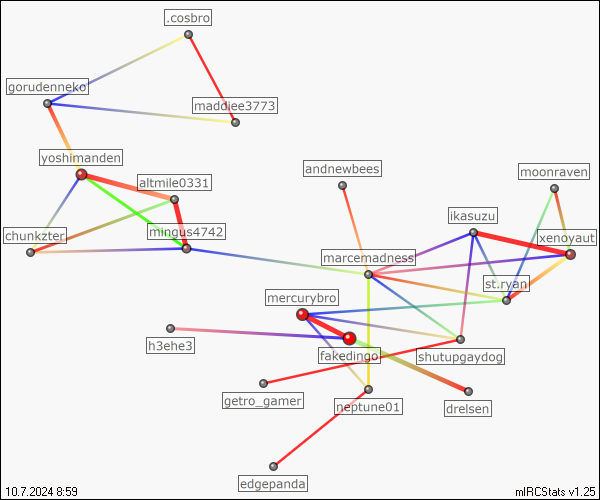 .cosbro
gorudenneko
maddiee3773
yoshimanden
andnewbees
moonraven
altmile0331
ikasuzu
chunkzter
mingus4742
xenoyaut
marcemadness
st.ryan
mercurybro
h3ehe3
fakedingo
shutupgaydog
getro_gamer
neptune01
drelsen
edgepanda
10.7.2024 8:59
mIRCStats v1.25